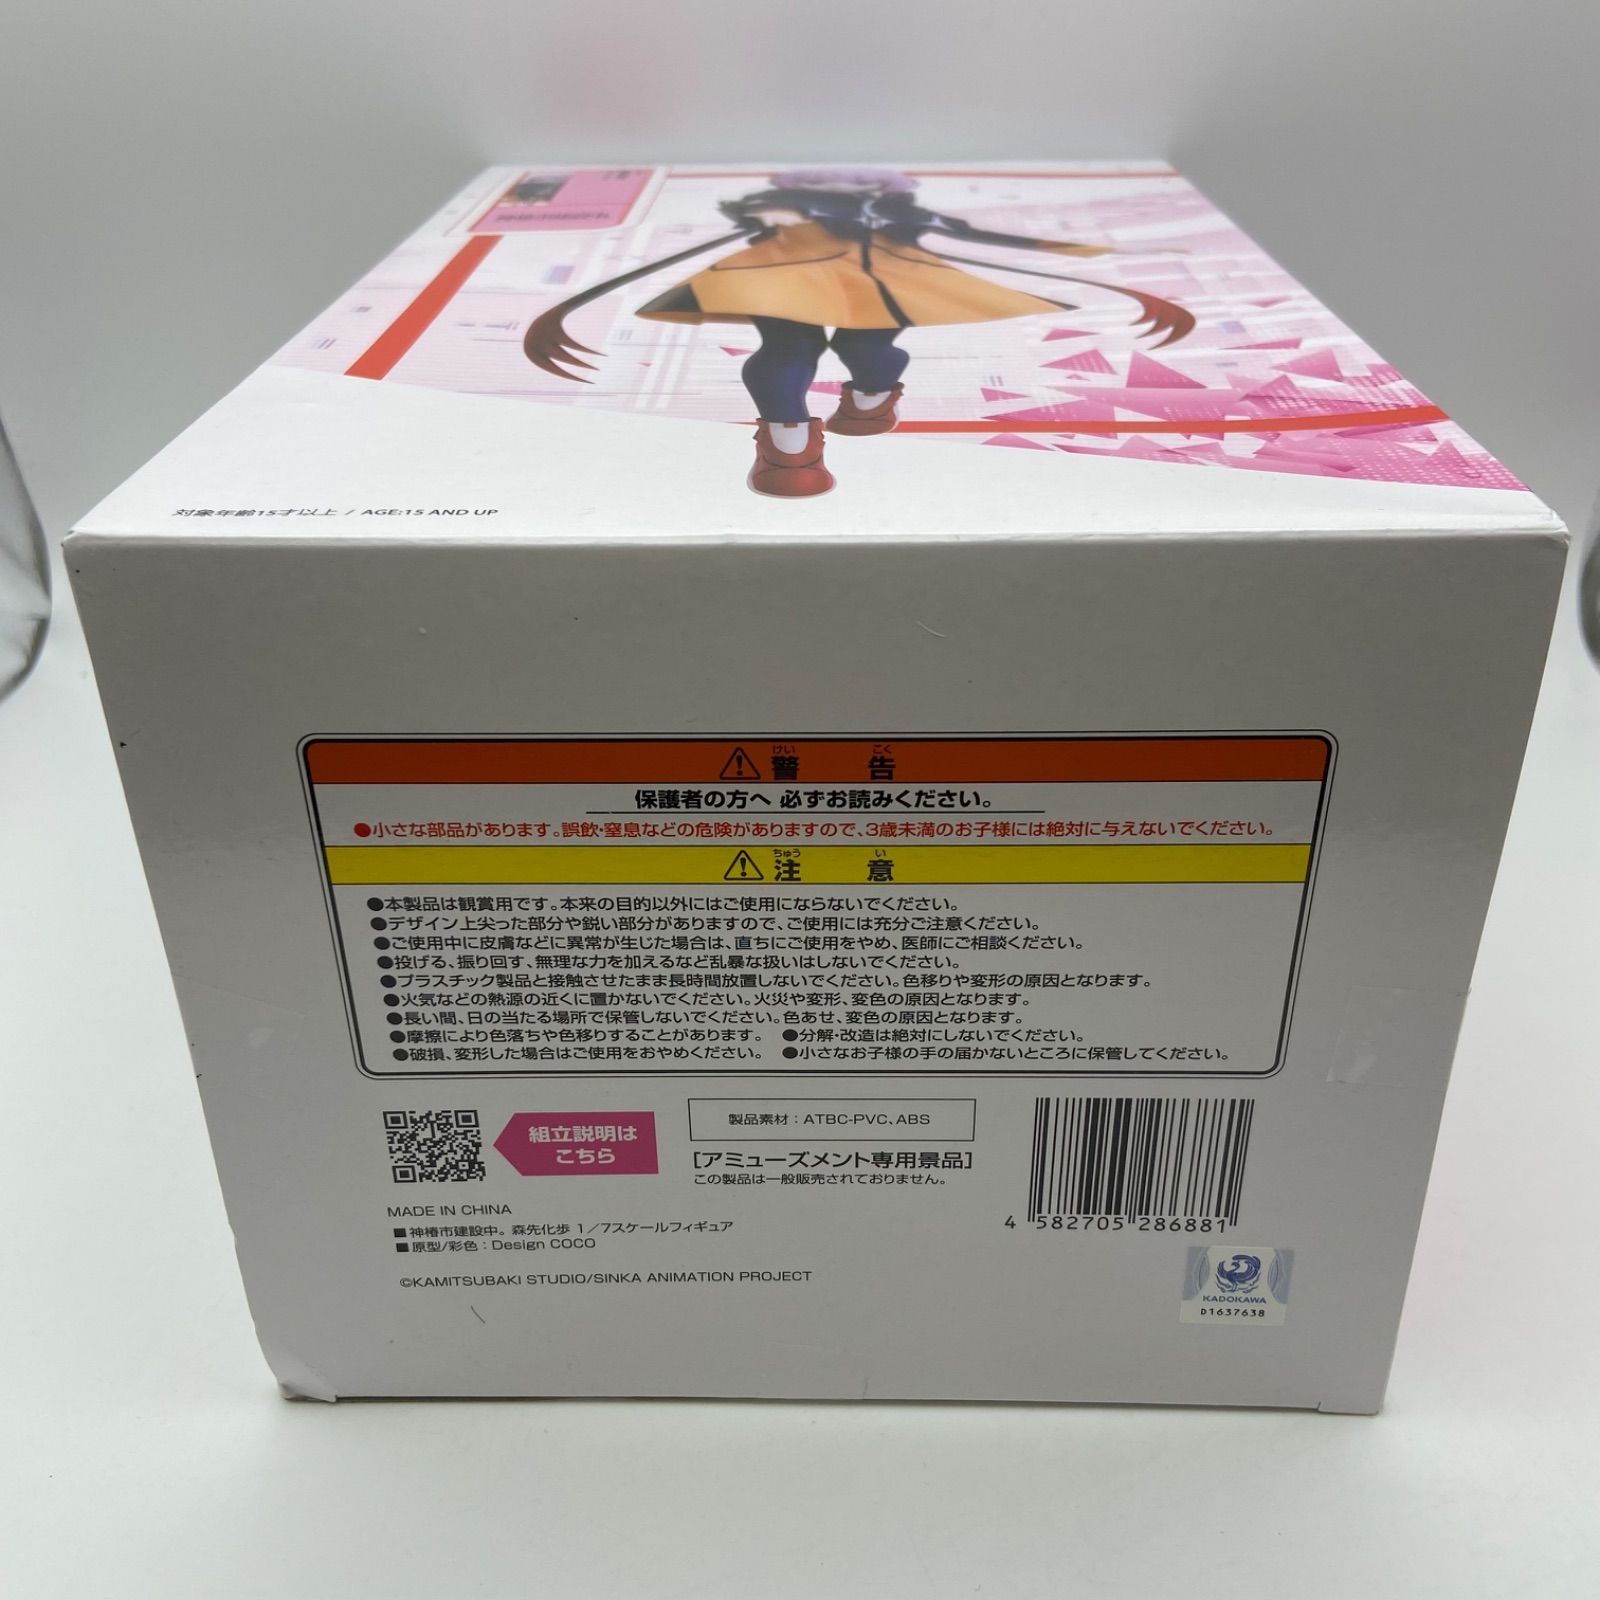 対象年齢15才以上 / AGE:15 AND UP
けい こく
警 告
保護者の方へ 必ずお読みください。
●小さな部品があります。誤飲・窒息などの危険がありますので、3歳未満のお子様には絶対に与えないでください。
ちゅう い
注 意
●本製品は観賞用です。本来の目的以外にはご使用にならないでください。
●デザイン上尖った部分や鋭い部分がありますので、ご使用には充分ご注意ください。
●ご使用中に皮膚などに異常が生じた場合は、直ちにご使用をやめ、医師にご相談ください。
●投げる、振り回す、無理な力を加えるなど乱暴な扱いはしないでください。
●プラスチック製品と接触させたまま長時間放置しないでください。色移りや変形の原因となります。
●火気などの熱源の近くに置かないでください。火災や変形、変色の原因となります。
●長い間、日の当たる場所で保管しないでください。色あせ、変色の原因となります。
●摩擦により色落ちや色移りすることがあります。 ●分解・改造は絶対にしないでください。
●破損、変形した場合はご使用をおやめください。 ●小さなお子様の手の届かないところに保管してください。
組立説明は
こちら
製品素材：ATBC-PVC、ABS
[アミューズメント専用景品]
この製品は一般販売されておりません。
MADE IN CHINA
■神椿市建設中。 森先化歩 1／7スケールフィギュア
■原型/彩色：Design COCO
©KAMITSUBAKI STUDIO/SINKA ANIMATION PROJECT
4 582705 286881
KADOKAWA
D1637638